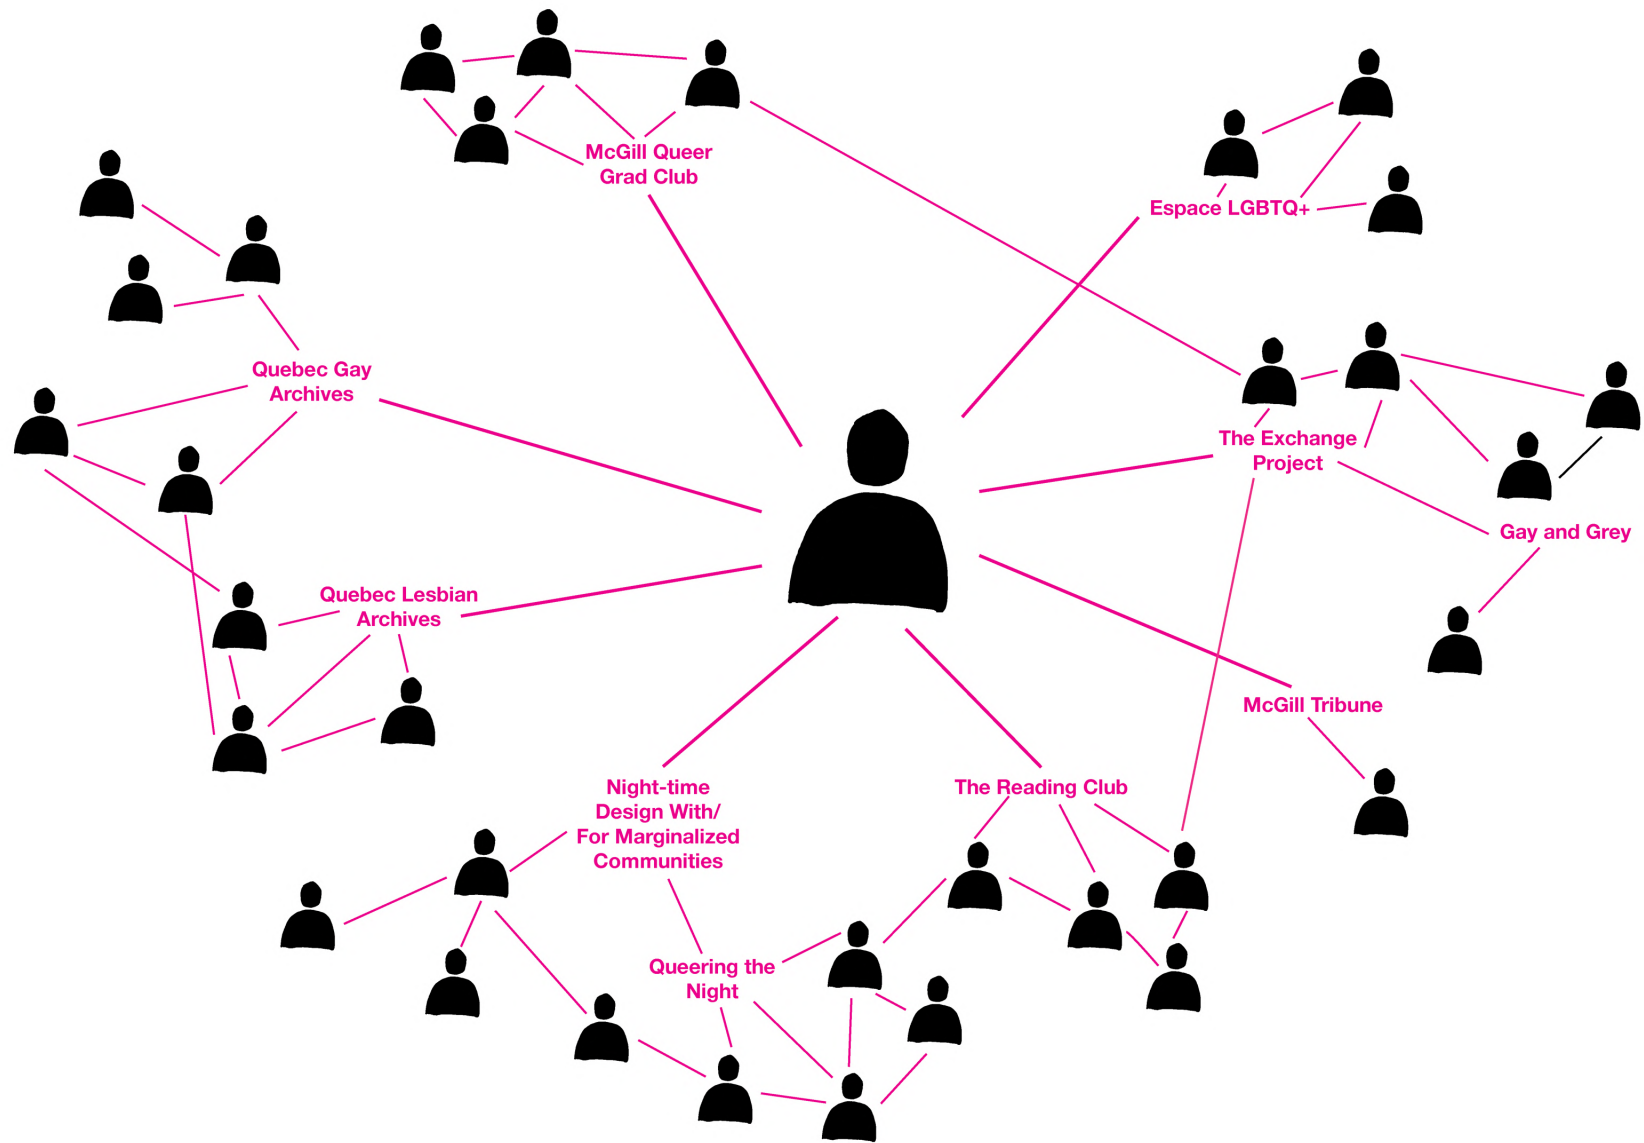 McGill Queer
Grad Club
Espace LGBTQ+
Quebec Gay
Archives
The Exchange
Project
Gay and Grey
Quebec Lesbian
Archives
McGill Tribune
Night-time
Design With/
For Marginalized
Communities
The Reading Club
Queering the
Night